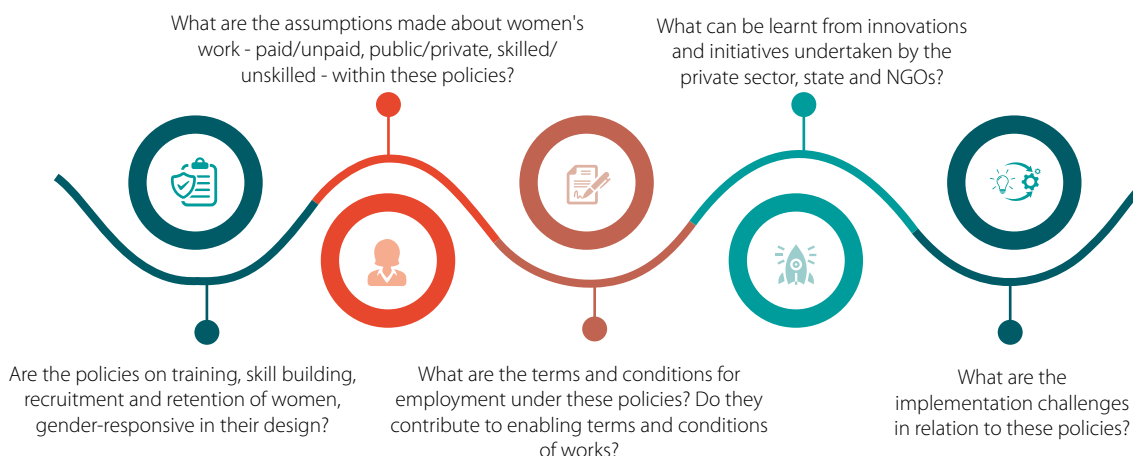 What are the assumptions made about women's
work - paid/unpaid, public/private, skilled/
unskilled - within these policies?
What can be learnt from innovations
and initiatives undertaken by the
private sector, state and NGOs?
Are the policies on training, skill building,
recruitment and retention of women,
gender-responsive in their design?
What are the terms and conditions for
employment under these policies? Do they
contribute to enabling terms and conditions
of works?
What are the
implementation challenges
in relation to these policies?